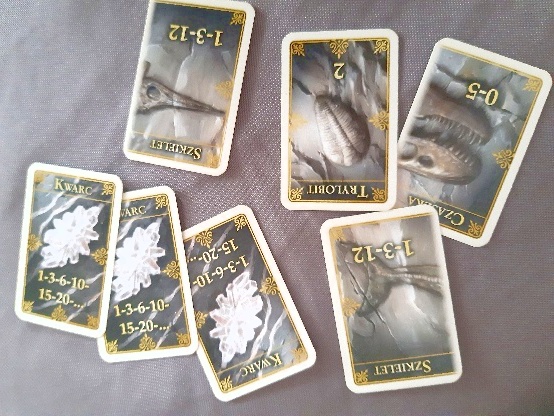 1-3-12
SZKIELET
2
TRYLOBIT
0-5
KWARC
1-3-6-10-
15-20-...
KWARC
1-3-6-10-
15-20-...
1-3-6-10-
15-20-...
KWARC
1-3-12
SZKIELET